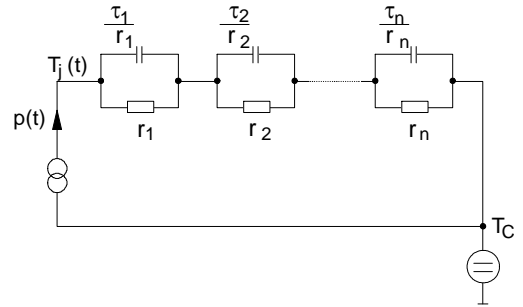 τ1 τ2 τn
r1 r2 rn
Tj(t)
p(t) r1 r2 rn
TC